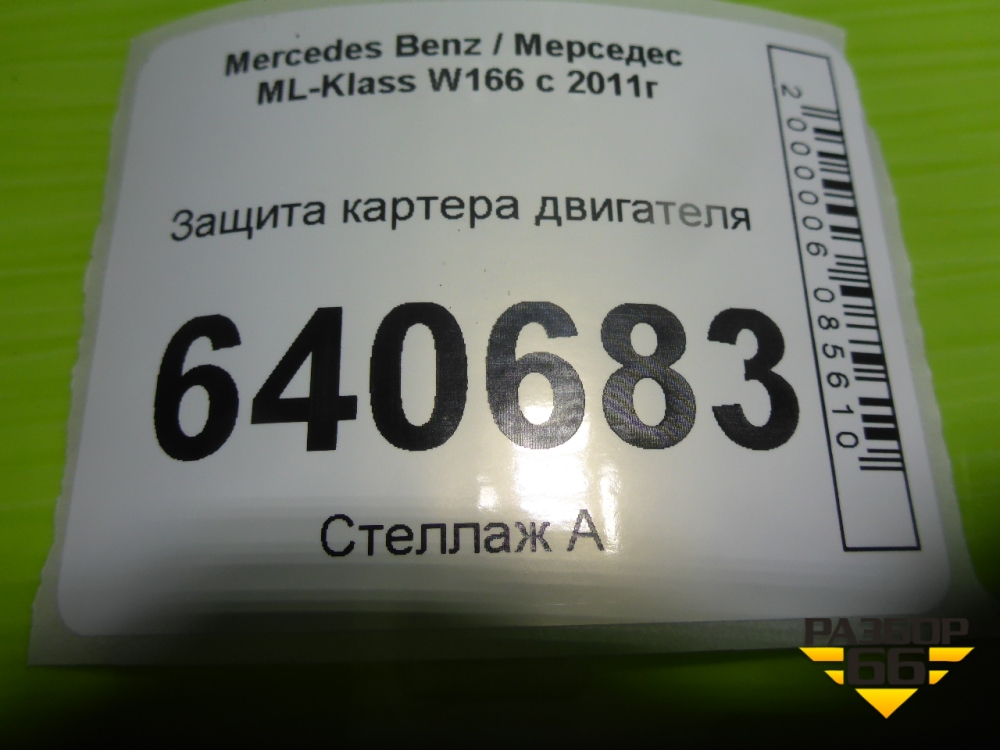 Mercedes Benz / Мерседес
ML-Klass W166 с 2011г
Защита картера двигателя
640683
Стеллаж А
2000006085610
РАЗБОР
66